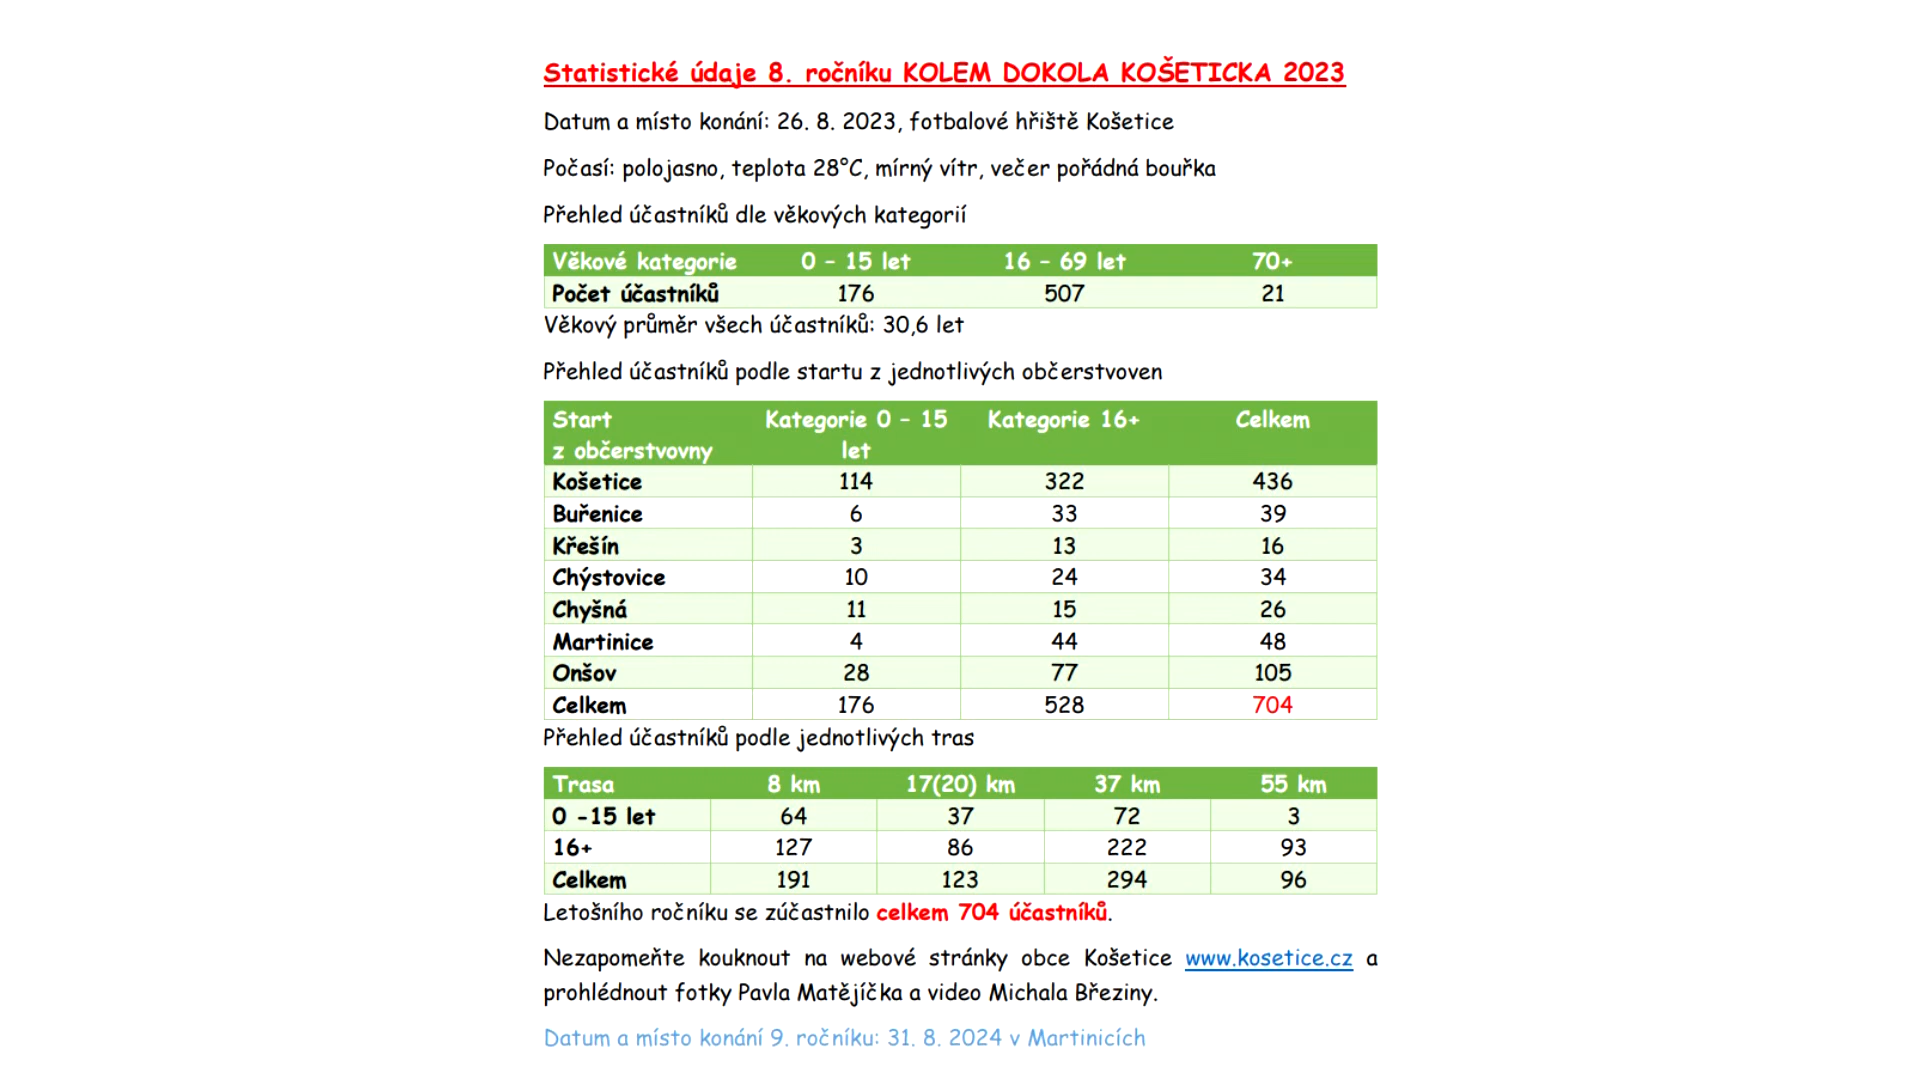 Statistické údaje 8. ročníku KOLEM DOKOLA KOŠETICKA 2023
Datum a místo konání: 26. 8. 2023, fotbalové hřiště Košetice
Počasí: polojasno, teplota 28°C, mírný vítr, večer pořádná bouřka
Přehled účastníků dle věkových kategorií
Věkové kategorie 0 – 15 let 16 – 69 let 70+
Počet účastníků 176 507 21
Věkový průměr všech účastníků: 30,6 let
Přehled účastníků podle startu z jednotlivých občerstvoven
Start Kategorie 0 – 15 Kategorie 16+ Celkem
z občerstvovny let
Košetice 114 322 436
Buřenice 6 33 39
Křešín 3 13 16
Chýstovice 10 24 34
Chyšná 11 15 26
Martinice 4 44 48
Onšov 28 77 105
Celkem 176 528 704
Přehled účastníků podle jednotlivých tras
Trasa 8 km 17(20) km 37 km 55 km
0 -15 let 64 37 72 3
16+ 127 86 222 93
Celkem 191 123 294 96
Letošního ročníku se zúčastnilo celkem 704 účastníků.
Nezapomeňte kouknout na webové stránky obce Košetice www.kosetice.cz a
prohlédnout fotky Pavla Matějíčka a video Michala Březiny.
Datum a místo konání 9. ročníku: 31. 8. 2024 v Martinicích